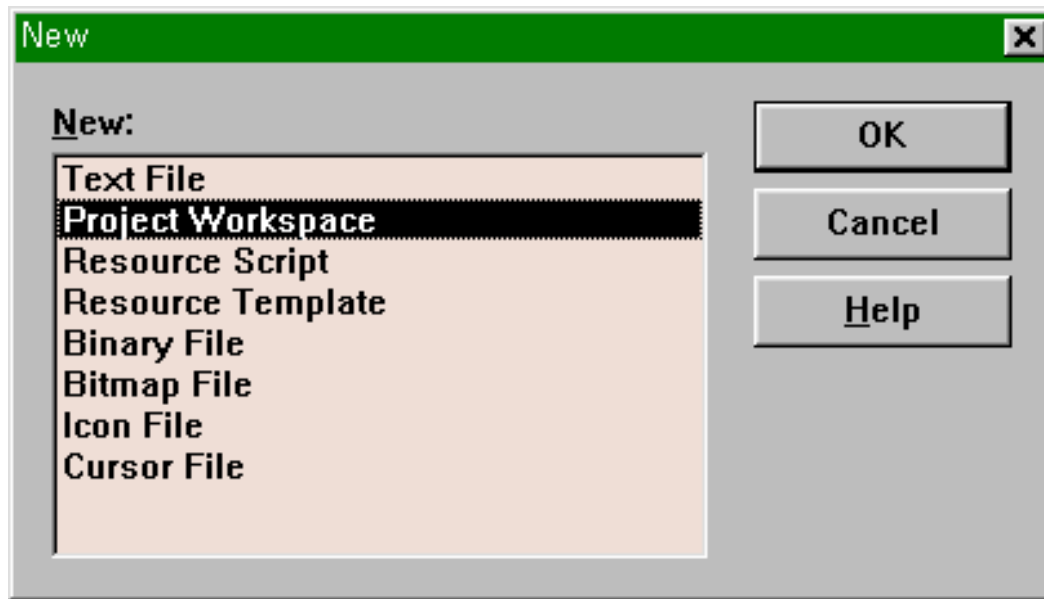 New
New:
OK
Text File
Project Workspace
Cancel
Resource Script
Resource Template
Help
Binary File
Bitmap File
Icon File
Cursor File